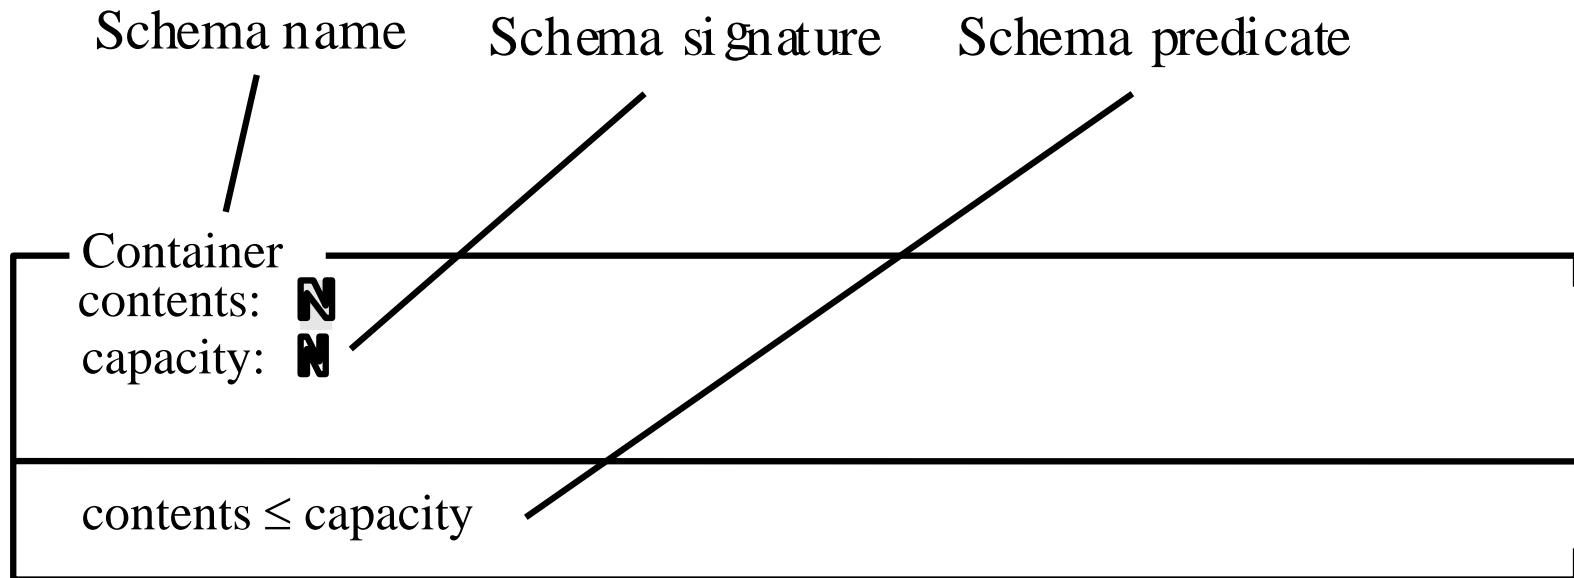 Schema name
Schema signature
Schema predicate
Container
contents: ℕ
capacity: ℕ
contents ≤ capacity